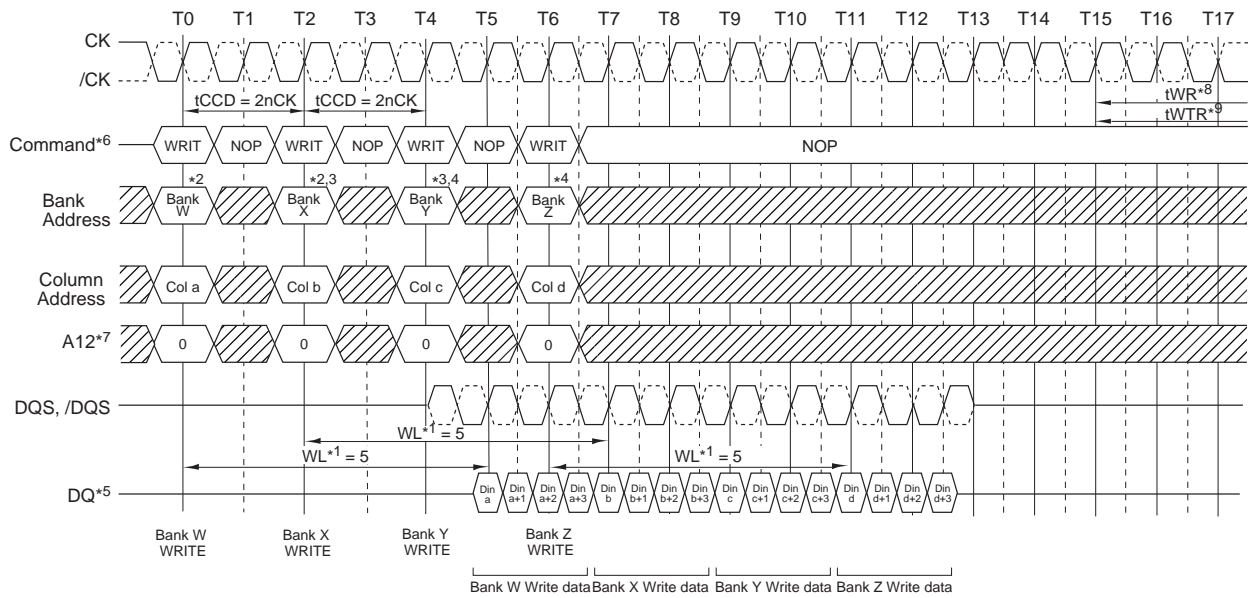 T0 T1 T2 T3 T4 T5 T6 T7 T8 T9 T10 T11 T12 T13 T14 T15 T16 T17
CK
/CK
tCCD = 2nCK tCCD = 2nCK
tWR*8
tWTR*9
Command*6 WRIT NOP WRIT NOP WRIT NOP WRIT NOP
*2 *2,3 *3,4 *4
Bank Address
Bank W Bank X Bank Y Bank Z
Column Address
Col a Col b Col c Col d
A12*7 0 0 0 0
DQS, /DQS
WL*1 = 5
WL*1 = 5 WL*1 = 5
DQ*5 Din a Din a+1 Din a+2 Din a+3 Din b Din b+1 Din b+2 Din b+3 Din c Din c+1 Din c+2 Din c+3 Din d Din d+1 Din d+2 Din d+3
Bank W WRITE
Bank X WRITE
Bank Y WRITE
Bank Z WRITE
Bank W Write data Bank X Write data Bank Y Write data Bank Z Write data